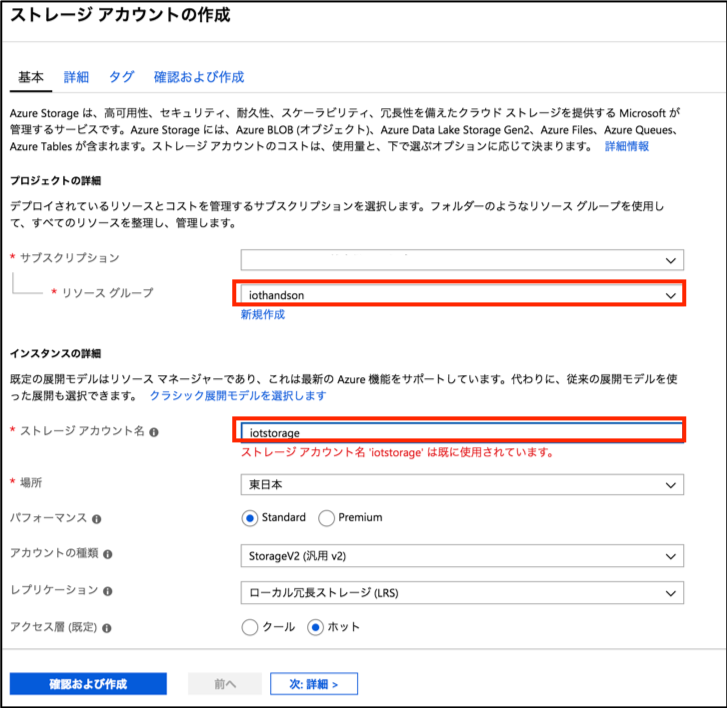 ストレージ アカウントの作成
基本 詳細 タグ 確認および作成
Azure Storage は、高可用性、セキュリティ、耐久性、スケーラビリティ、冗長性を備えたクラウド ストレージを提供する Microsoft が
管理するサービスです。Azure Storage には、Azure BLOB (オブジェクト)、Azure Data Lake Storage Gen2、Azure Files、Azure Queues、
Azure Tables が含まれます。ストレージ アカウントのコストは、使用量と、下で選ぶオプションに応じて決まります。 詳細情報
プロジェクトの詳細
デプロイされているリソースとコストを管理するサブスクリプションを選択します。フォルダーのようなリソース グループを使用し
て、すべてのリソースを整理し、管理します。
* サブスクリプション
* リソース グループ iothandson
新規作成
インスタンスの詳細
既定の展開モデルはリソース マネージャーであり、これは最新の Azure 機能をサポートしています。代わりに、従来の展開モデルを使
った展開も選択できます。 クラシック展開モデルを選択します
* ストレージ アカウント名 iotstorage
ストレージ アカウント名 'iotstorage' は既に使用されています。
* 場所 東日本
パフォーマンス Standard Premium
アカウントの種類 StorageV2 (汎用 v2)
レプリケーション ローカル冗長ストレージ (LRS)
アクセス層 (既定) クール ホット
確認および作成 前へ 次: 詳細 >